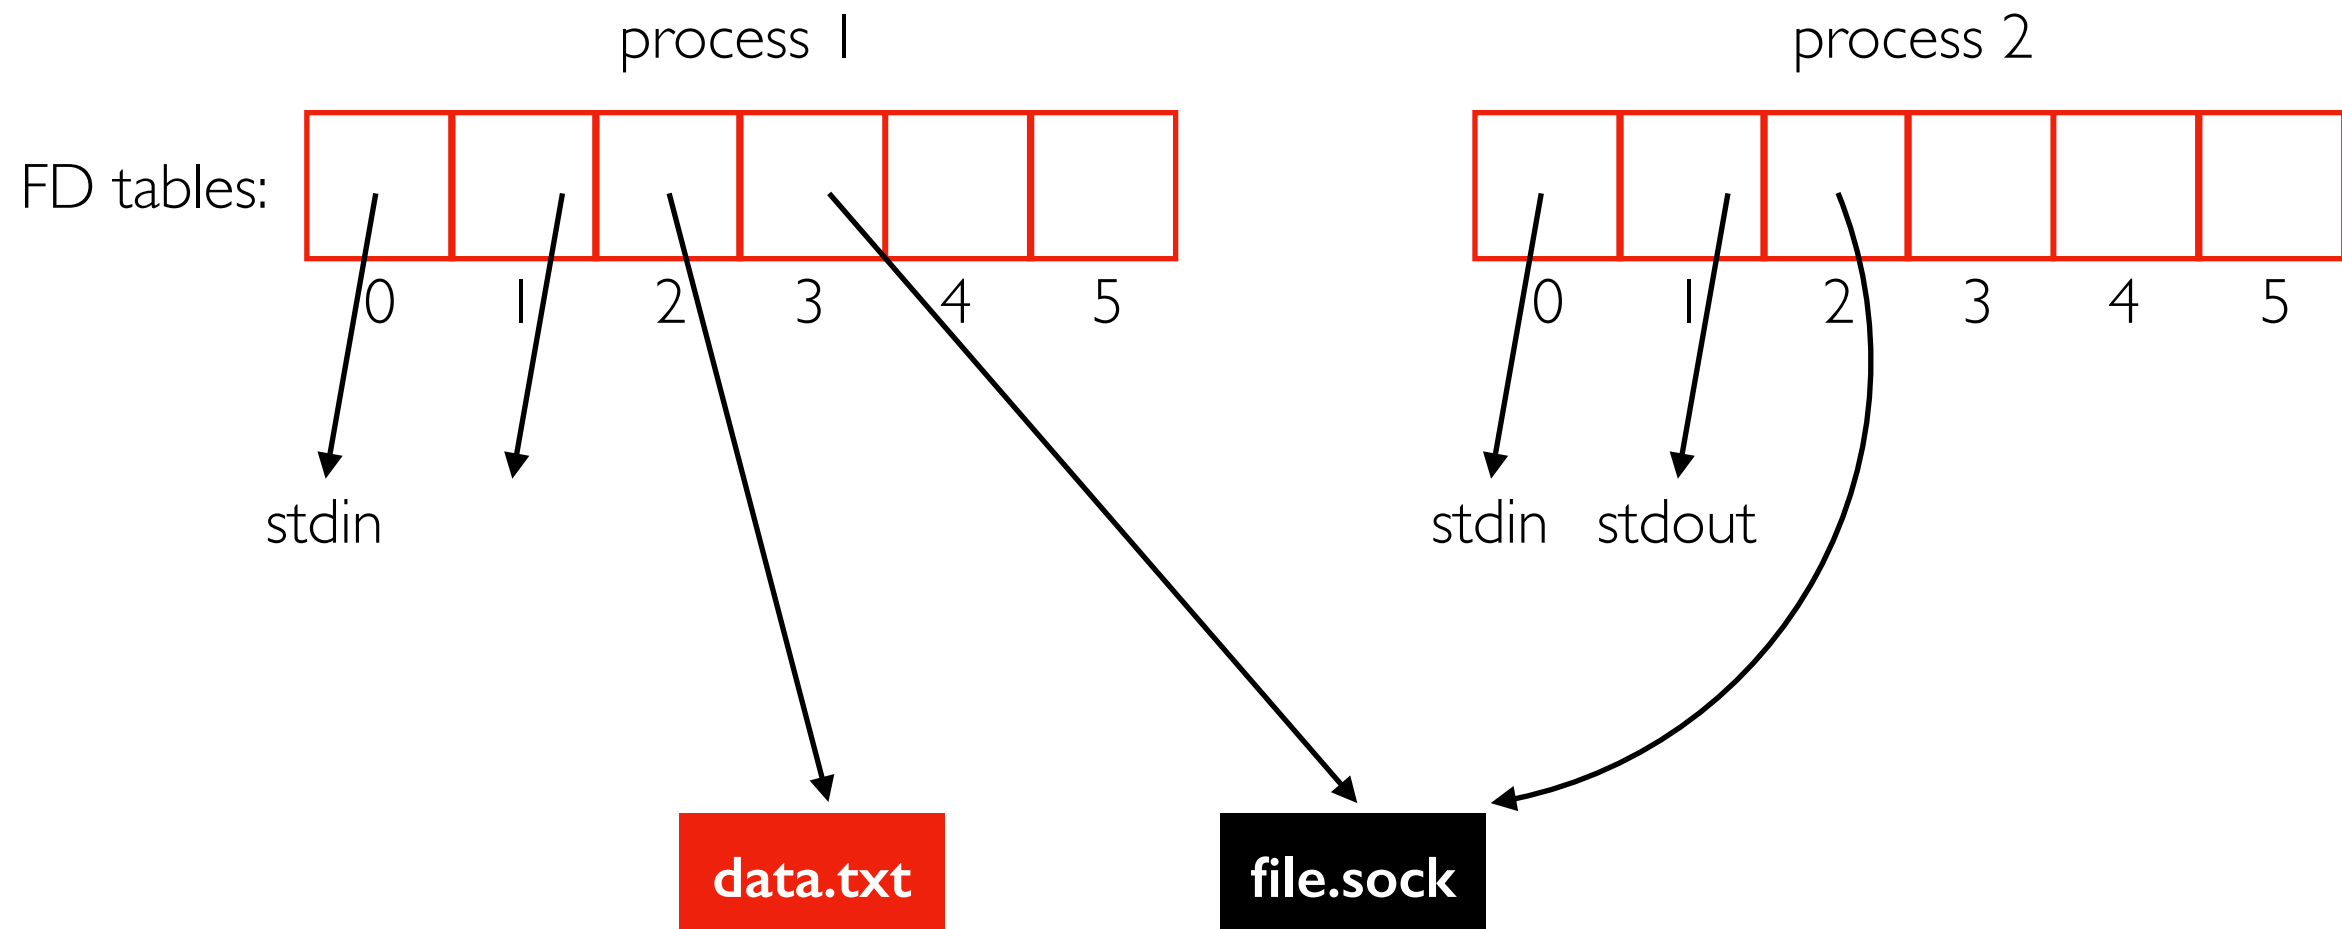 process 1
process 2
FD tables:
0 1 2 3 4 5
0 1 2 3 4 5
stdin
stdin stdout
data.txt
file.sock